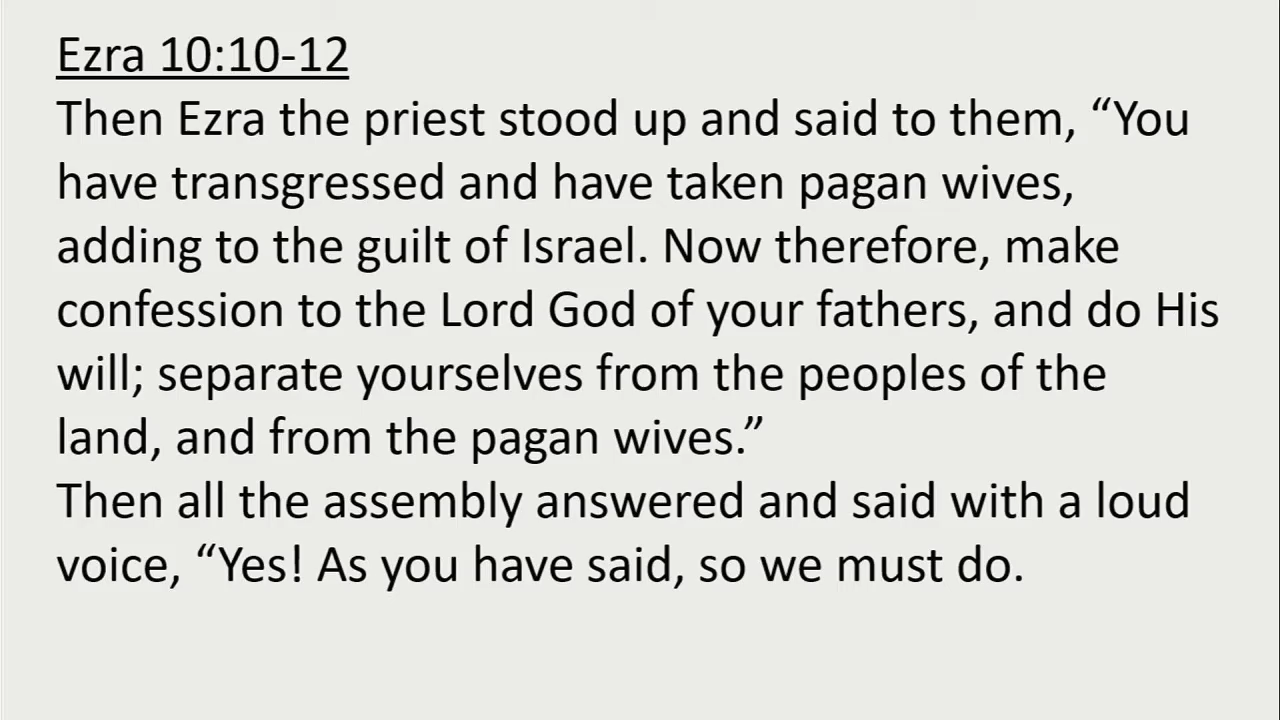 Ezra 10:10-12
Then Ezra the priest stood up and said to them, “You
have transgressed and have taken pagan wives,
adding to the guilt of Israel. Now therefore, make
confession to the Lord God of your fathers, and do His
will; separate yourselves from the peoples of the
land, and from the pagan wives.”
Then all the assembly answered and said with a loud
voice, “Yes! As you have said, so we must do.